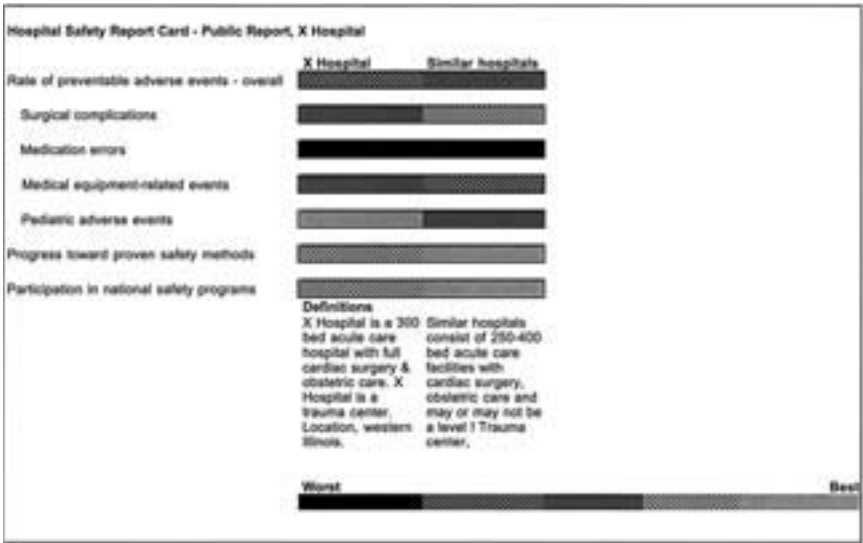 Hospital Safety Report Card - Public Report, X Hospital
X Hospital Similar hospitals
Rate of preventable adverse events - overall
Surgical complications
Medication errors
Medical equipment-related events
Pediatric adverse events
Progress toward proven safety methods
Participation in national safety programs
Definitions
X Hospital is a 300
bed acute care
hospital with full
cardiac surgery &
obstetric care. X
Hospital is a
trauma center.
Location, western
Illinois.
Similar hospitals
consist of 250-400
bed acute care
facilities with
cardiac surgery,
obstetric care and
may or may not be
a level ! Trauma
center,
Worst Best